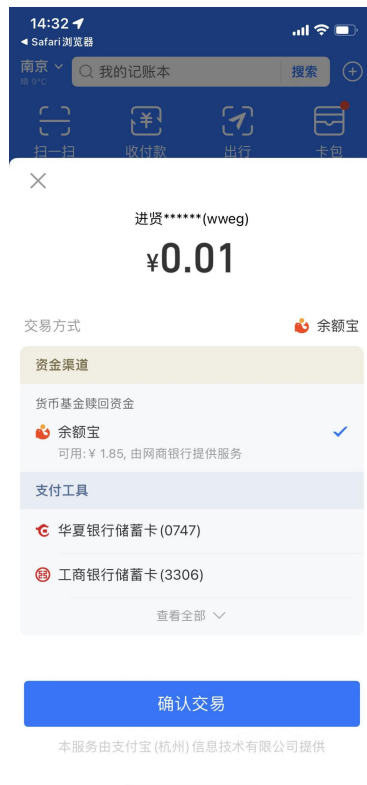 14:32
◀ Safari浏览器
南京
晴 9°C
我的记账本
搜索
扫一扫
收付款
出行
卡包
进贤******(wweg)
¥0.01
交易方式
余额宝
资金渠道
货币基金赎回资金
余额宝
可用:¥ 1.85, 由网商银行提供服务
支付工具
华夏银行储蓄卡(0747)
工商银行储蓄卡(3306)
查看全部
确认交易
本服务由支付宝(杭州)信息技术有限公司提供